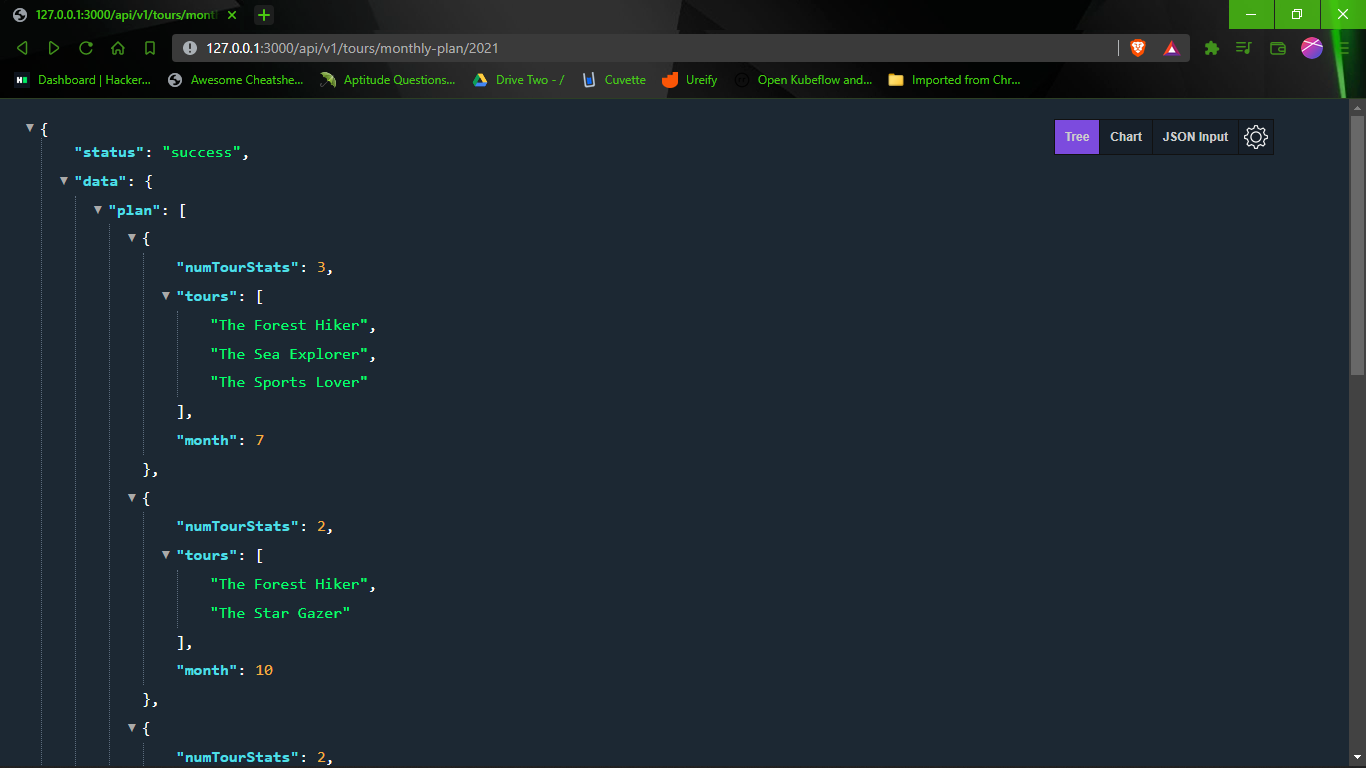 127.0.0.1:3000/api/v1/tours/mont
127.0.0.1:3000/api/v1/tours/monthly-plan/2021
Dashboard | Hacker... Awesome Cheatshe... Aptitude Questions... Drive Two - / Cuvette Ureify Open Kubeflow and... Imported from Chr...
Tree Chart JSON Input
{
"status": "success",
"data": {
"plan": [
{
"numTourStats": 3,
"tours": [
"The Forest Hiker",
"The Sea Explorer",
"The Sports Lover"
],
"month": 7
},
{
"numTourStats": 2,
"tours": [
"The Forest Hiker",
"The Star Gazer"
],
"month": 10
},
{
"numTourStats": 2,